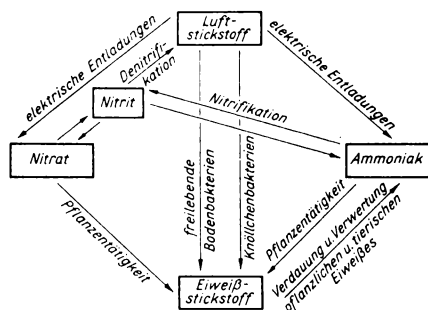 Luft-
stickstoff
elektrische Entladungen
elektrische Entladungen
Denitrifi-
kation
Nitrit
Nitrifikation
Nitrat
Ammoniak
Pflanzentätigkeit
freilebende
Bodenbakterien
Knöllchenbakterien
Pflanzentätigkeit
Verdauung u. Verwertung
pflanzlichen u. tierischen
Eiweißes
Eiweiß-
stickstoff